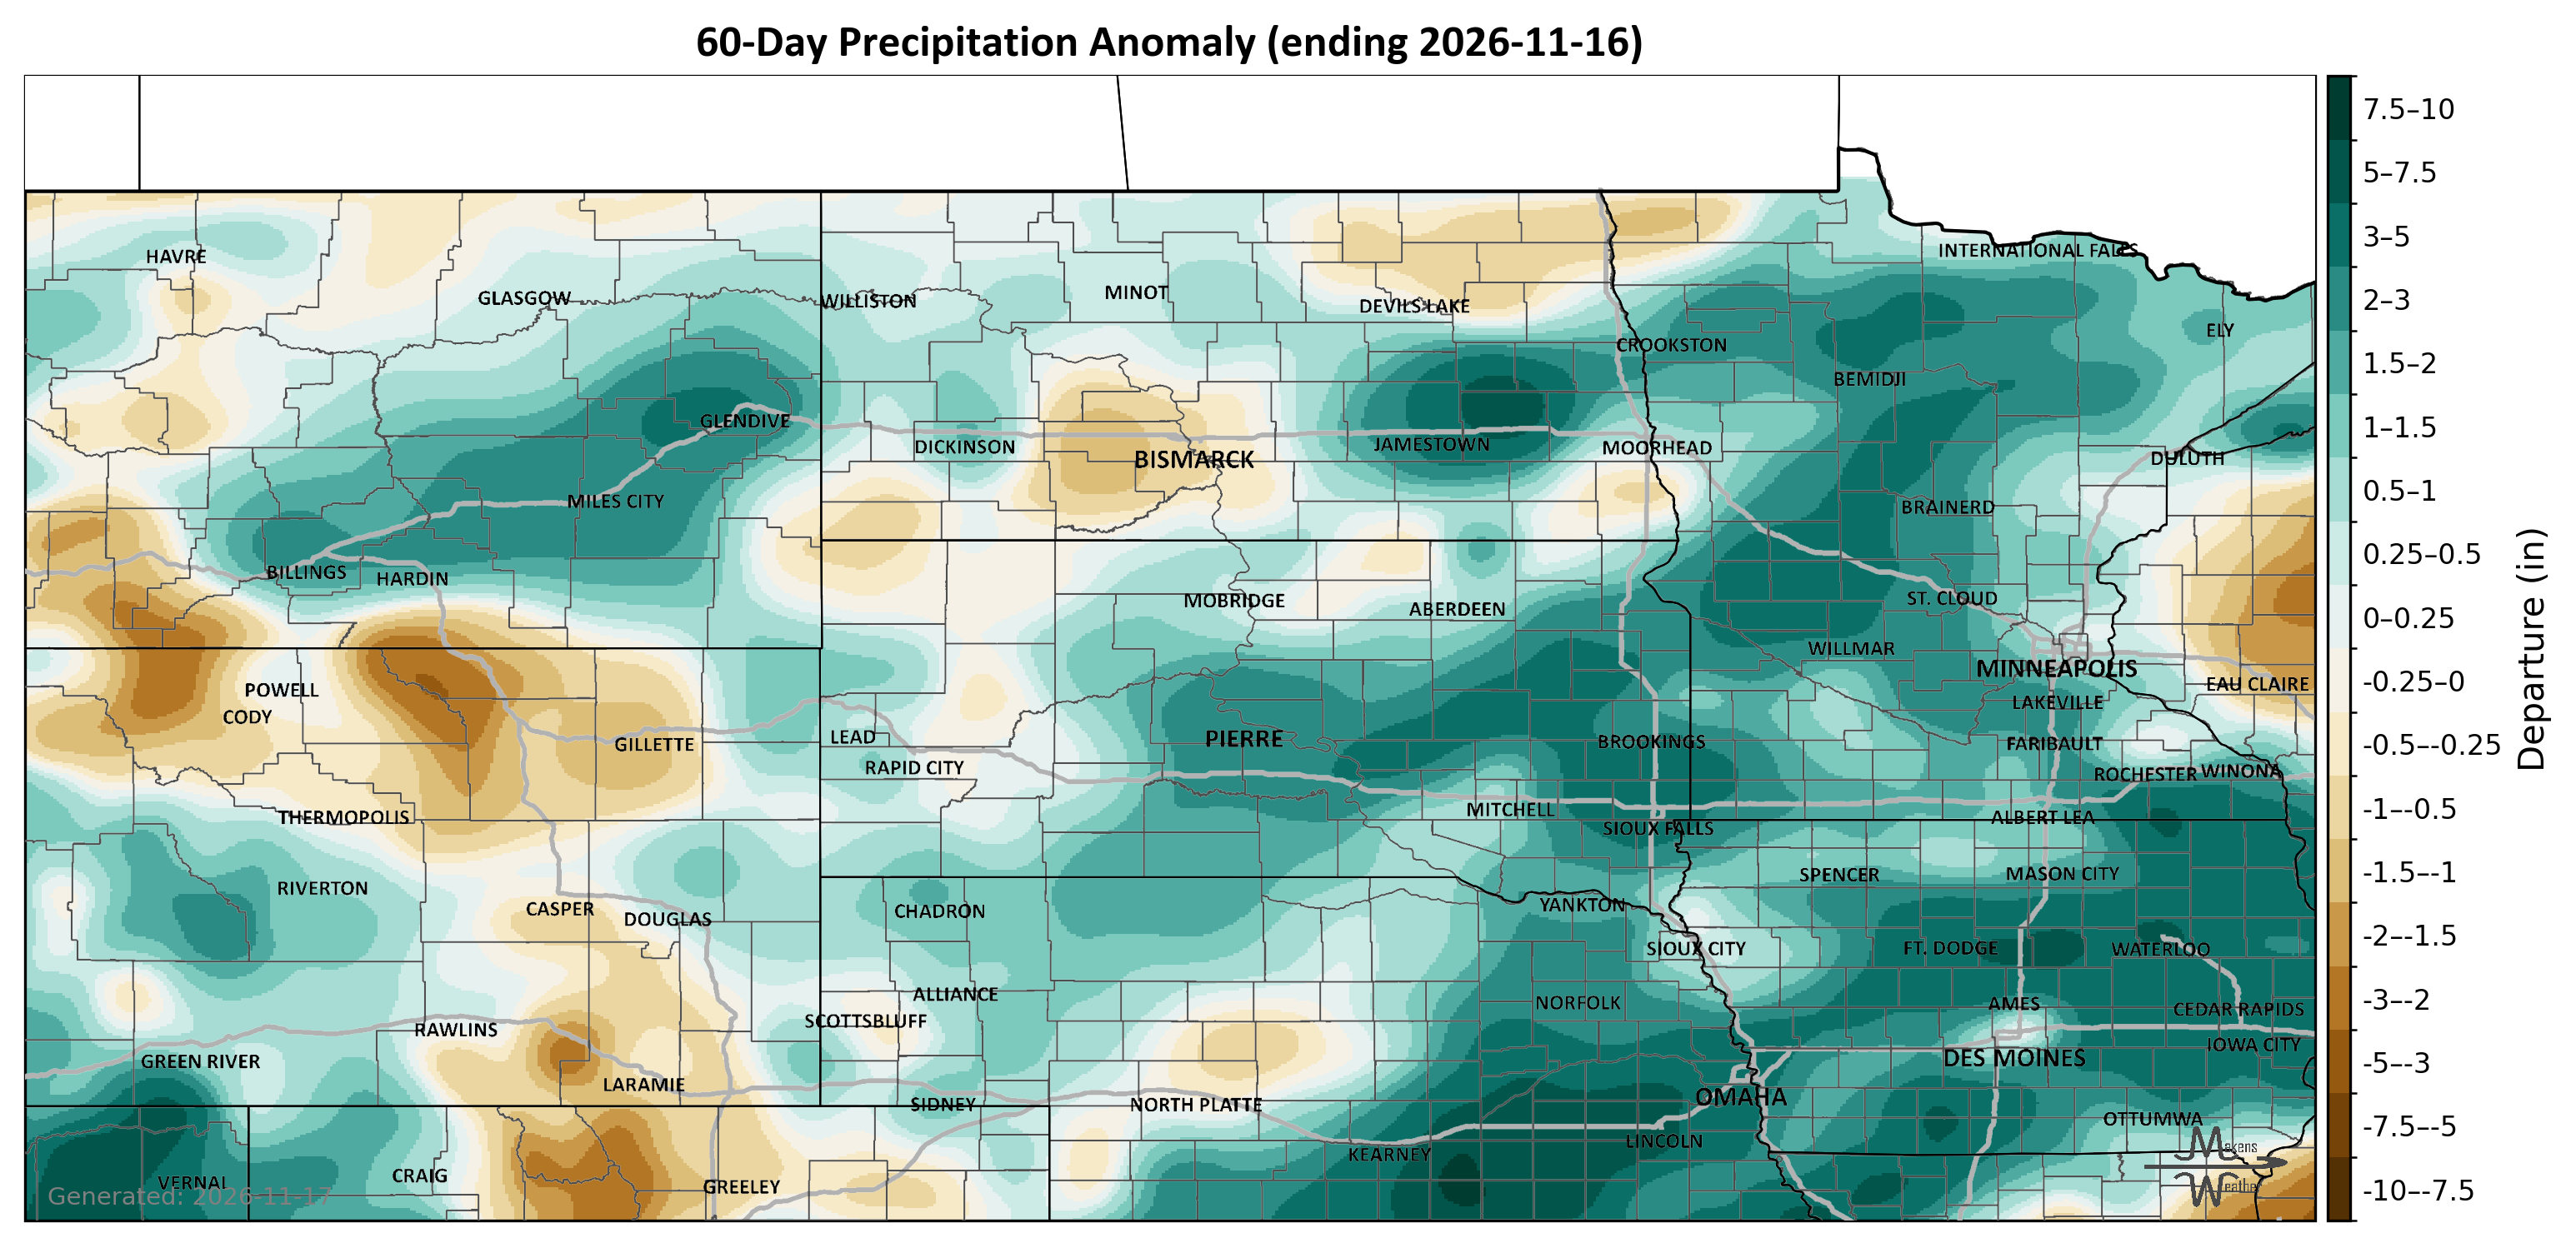 60-Day Precipitation Anomaly (ending 2026-11-16)
7.5–10
5–7.5
3–5
2–3
1.5–2
1–1.5
0.5–1
0.25–0.5
0–0.25
-0.25–0
-0.5–-0.25
-1–-0.5
-1.5–-1
-2–-1.5
-3–-2
-5–-3
-7.5–-5
-10–-7.5
Departure (in)
INTERNATIONAL FALLS
HAVRE
GLASGOW
WILLISTON
MINOT
DEVILS LAKE
ELY
CROOKSTON
BEMIDJI
GLENDIVE
DICKINSON
BISMARCK
JAMESTOWN
MOORHEAD
DULUTH
MILES CITY
BRAINERD
BILLINGS
HARDIN
MOBRIDGE
ABERDEEN
ST. CLOUD
WILLMAR
MINNEAPOLIS
POWELL
CODY
EAU CLAIRE
LAKEVILLE
GILLETTE
LEAD
PIERRE
BROOKINGS
FARIBAULT
RAPID CITY
ROCHESTER
WINONA
THERMOPOLIS
MITCHELL
SIOUX FALLS
ALBERT LEA
RIVERTON
SPENCER
MASON CITY
CASPER
DOUGLAS
CHADRON
YANKTON
SIOUX CITY
FT. DODGE
WATERLOO
ALLIANCE
NORFOLK
AMES
CEDAR RAPIDS
RAWLINS
SCOTTSBLUFF
GREEN RIVER
DES MOINES
IOWA CITY
LARAMIE
SIDNEY
NORTH PLATTE
OMAHA
OTTUMWA
LINCOLN
KEARNEY
VERNAL
CRAIG
GREELEY
Makens
Weather
Generated: 2026-11-17